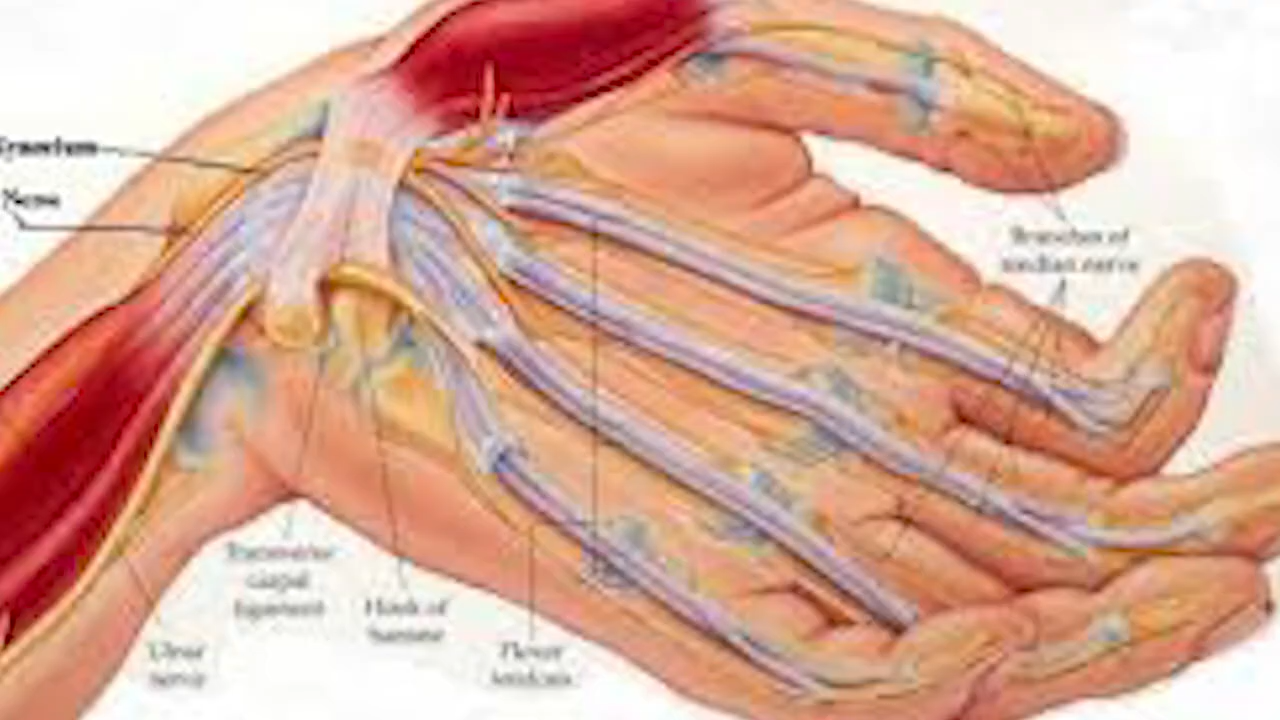 Nerve
Branches of
median nerve
Transverse
carpal
ligament
Hook of
hamate
Ulnar
nerve
Flexor
tendons